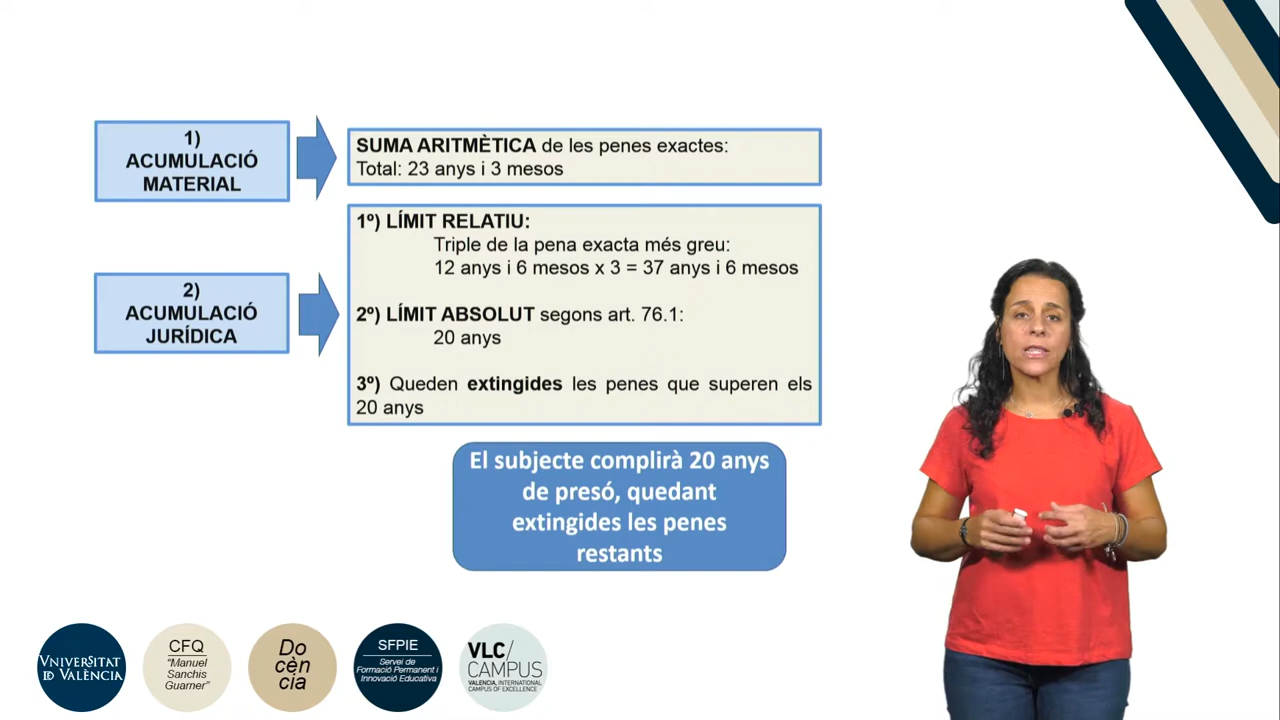 1)
ACUMULACIÓ
MATERIAL
SUMA ARITMÈTICA de les penes exactes:
Total: 23 anys i 3 mesos
2)
ACUMULACIÓ
JURÍDICA
1º) LÍMIT RELATIU:
Triple de la pena exacta més greu:
12 anys i 6 mesos x 3 = 37 anys i 6 mesos
2º) LÍMIT ABSOLUT segons art. 76.1:
20 anys
3º) Queden extingides les penes que superen els
20 anys
El subjecte complirà 20 anys
de presó, quedant
extingides les penes
restants
VNIVERSITAT
ID VALÈNCIA
CFQ
“Manuel
Sanchis
Guarner”
Do
cèn
cia
SFPIE
Servei de
Formació Permanent i
Innovació Educativa
VLC/
CAMPUS
VALENCIA, INTERNATIONAL
CAMPUS OF EXCELLENCE